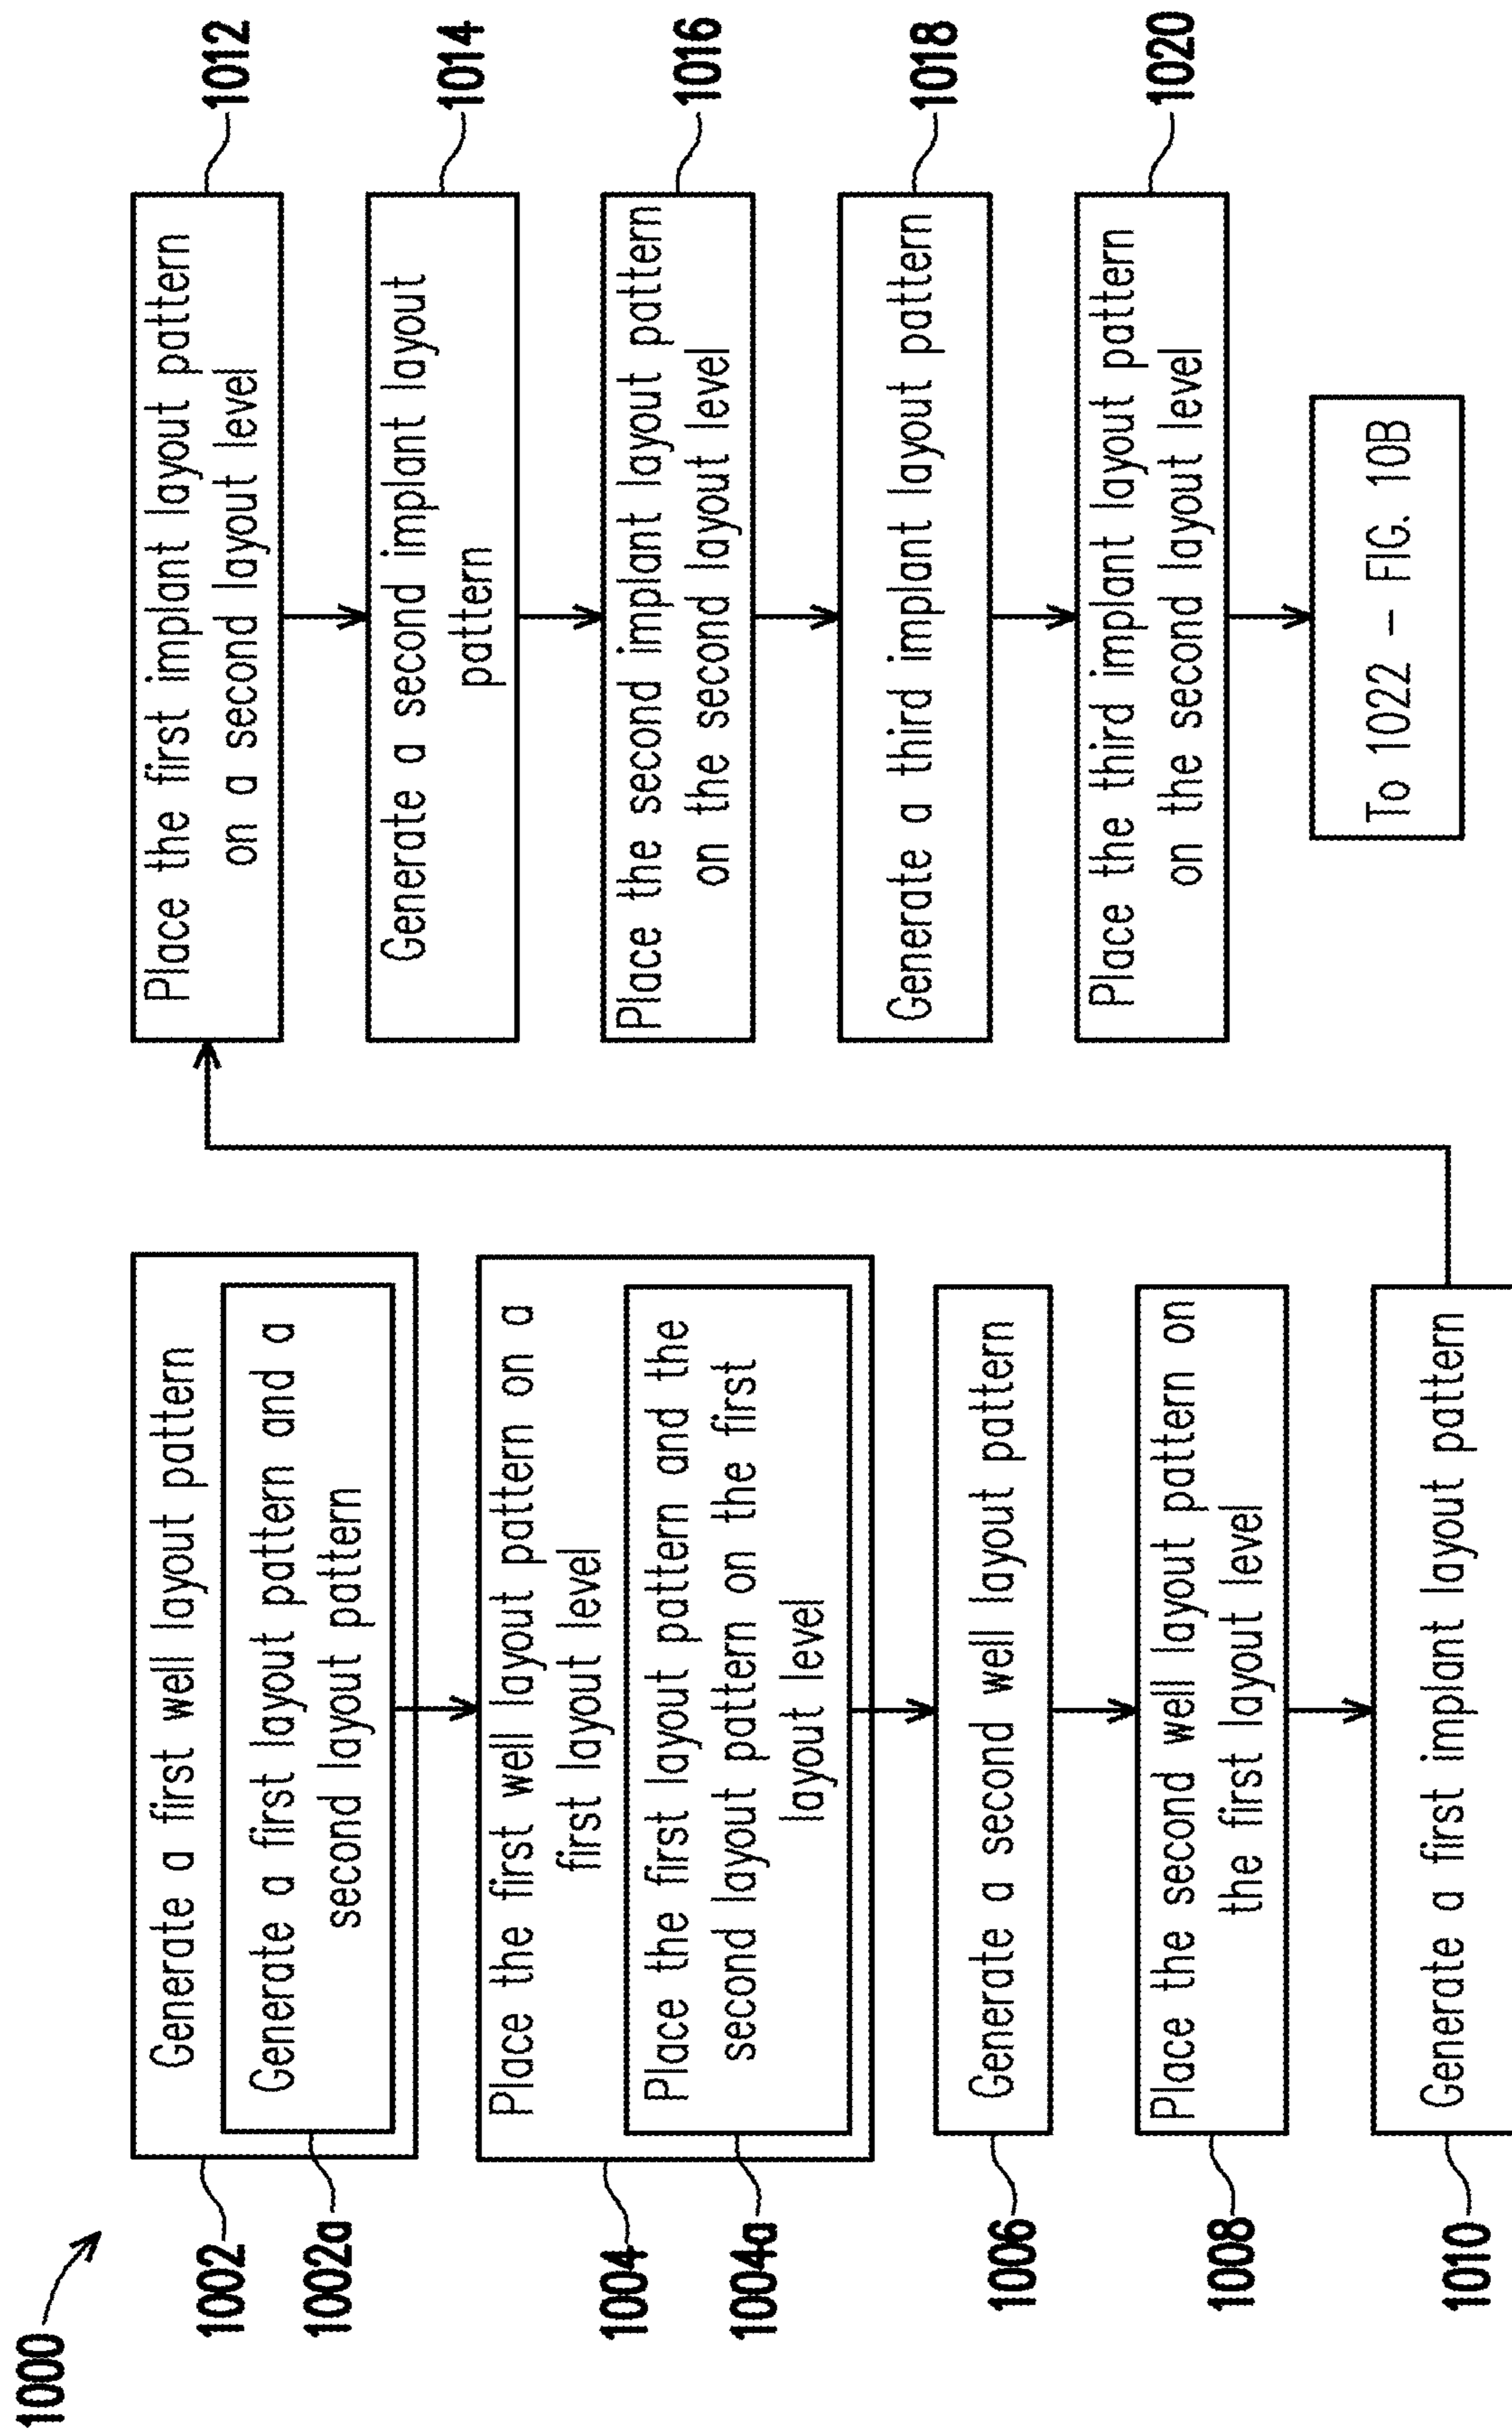 1000
1002
Generate a first well layout pattern
1002a
Generate a first layout pattern and a
second layout pattern
1004
Place the first well layout pattern on a
first layout level
1004a
Place the first layout pattern and the
second layout pattern on the first
layout level
1006
Generate a second well layout pattern
1008
Place the second well layout pattern on
the first layout level
1010
Generate a first implant layout pattern
Place the first implant layout pattern
on a second layout level
1012
Generate a second implant layout
pattern
1014
Place the second implant layout pattern
on the second layout level
1016
Generate a third implant layout pattern
1018
Place the third implant layout pattern
on the second layout level
1020
To 1022 – FIG. 10B